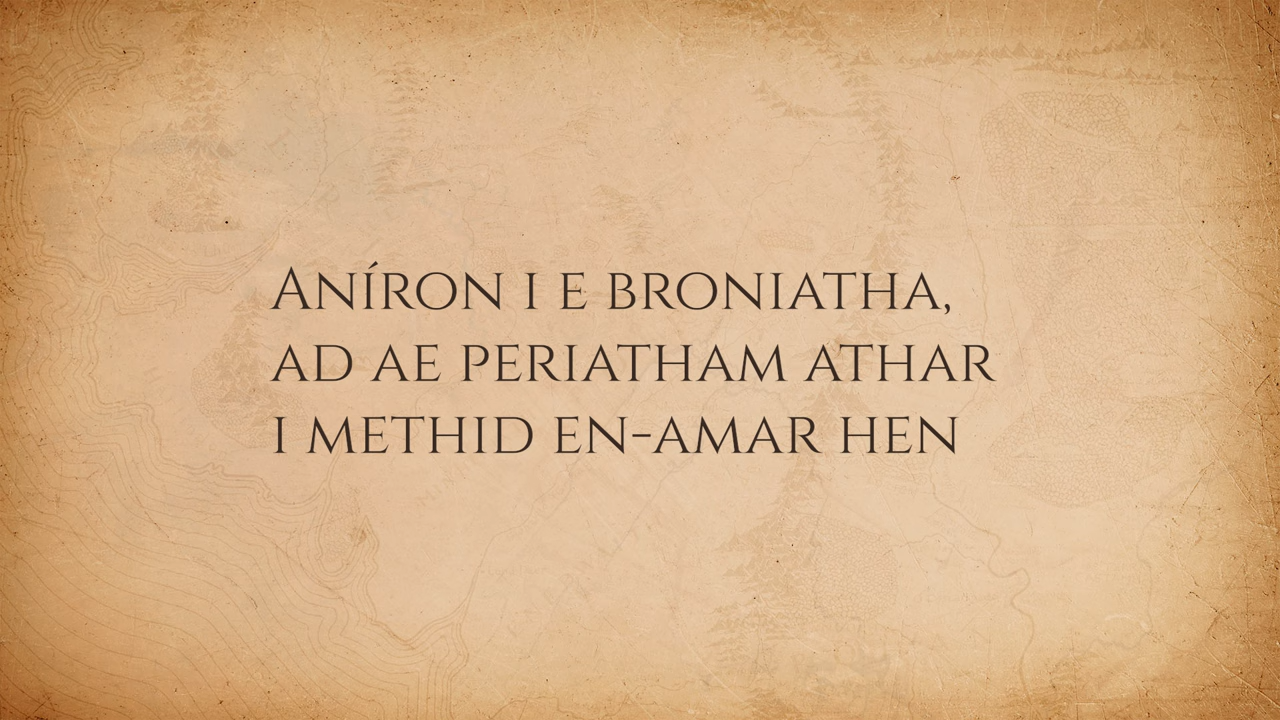 Aníron i e broniatha,
ad ae periatham athar
i methid en-amar hen